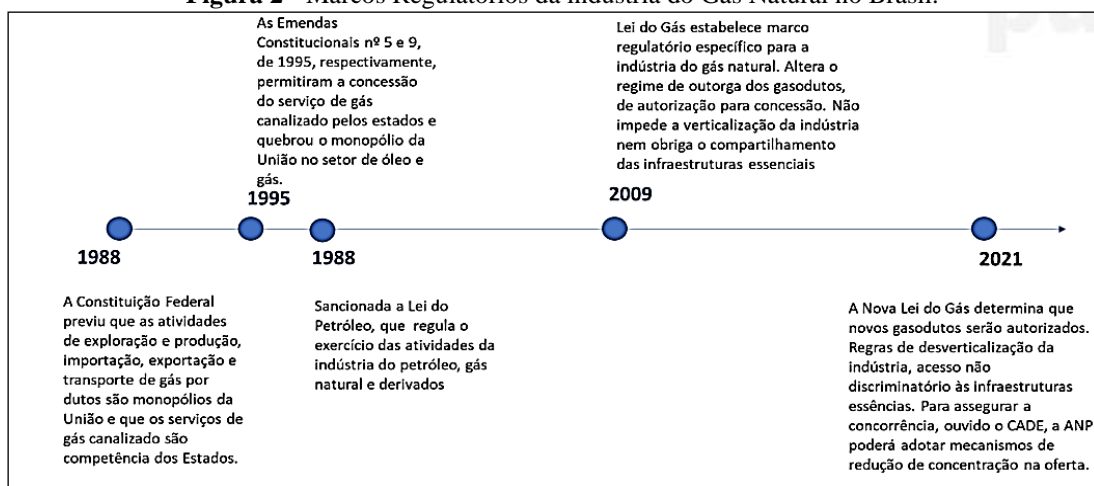 Figura 2 - Marcos Regulatórios da indústria do Gás Natural no Brasil.
As Emendas
Constitucionais nº 5 e 9,
de 1995, respectivamente,
permitiram a concessão
do serviço de gás
canalizado pelos estados e
quebrou o monopólio da
União no setor de óleo e
gás.
1995
Lei do Gás estabelece marco
regulatório específico para a
indústria do gás natural. Altera o
regime de outorga dos gasodutos,
de autorização para concessão. Não
impede a verticalização da indústria
nem obriga o compartilhamento
das infraestruturas essenciais
2009
1988
A Constituição Federal
previu que as atividades
de exploração e produção,
importação, exportação e
transporte de gás por
dutos são monopólios da
União e que os serviços de
gás canalizado são
competência dos Estados.
1988
Sancionada a Lei do
Petróleo, que regula o
exercício das atividades da
indústria do petróleo, gás
natural e derivados
2021
A Nova Lei do Gás determina que
novos gasodutos serão autorizados.
Regras de desverticalização da
indústria, acesso não
discriminatório às infraestruturas
essências. Para assegurar a
concorrência, ouvido o CADE, a ANP
poderá adotar mecanismos de
redução de concentração na oferta.